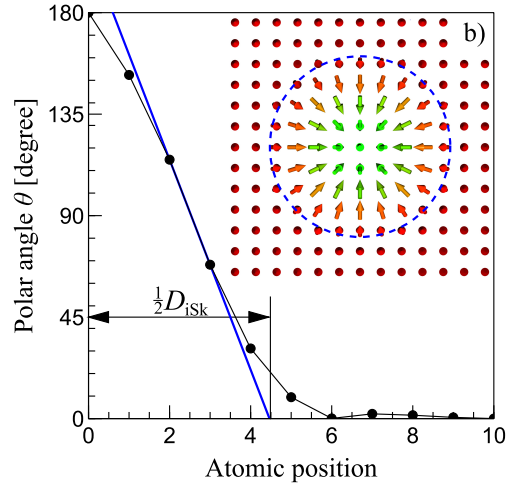 180
b)
135
90
45
0
½D_iSk
Polar angle θ [degree]
0 2 4 6 8 10
Atomic position